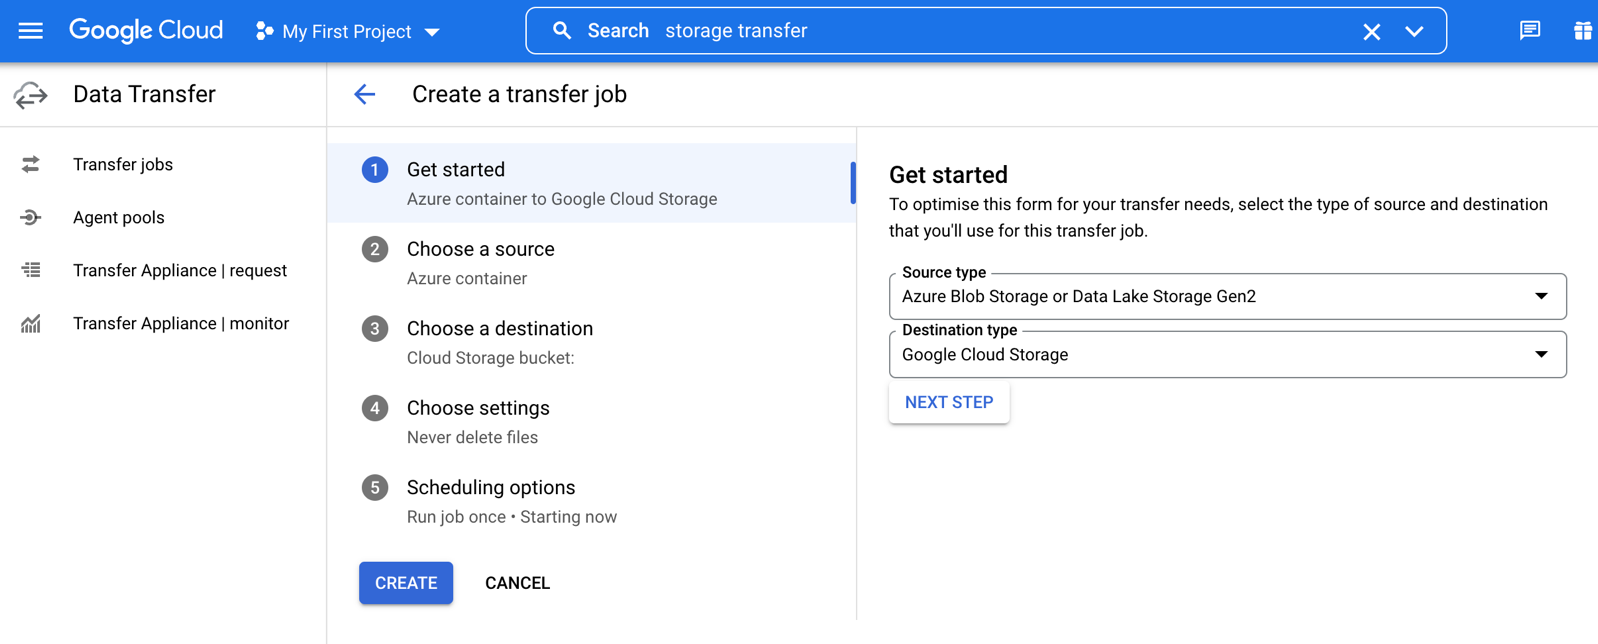 Google Cloud
My First Project
Search storage transfer
Data Transfer
Create a transfer job
Transfer jobs
Agent pools
Transfer Appliance | request
Transfer Appliance | monitor
1 Get started
Azure container to Google Cloud Storage
2 Choose a source
Azure container
3 Choose a destination
Cloud Storage bucket:
4 Choose settings
Never delete files
5 Scheduling options
Run job once • Starting now
CREATE CANCEL
Get started
To optimise this form for your transfer needs, select the type of source and destination
that you'll use for this transfer job.
Source type
Azure Blob Storage or Data Lake Storage Gen2
Destination type
Google Cloud Storage
NEXT STEP